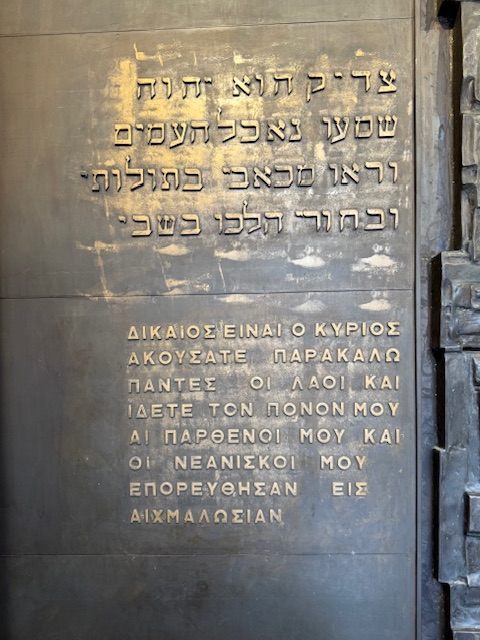 צדיק הוא יהוה
שמעו נא כל העמים
וראו מכאבי בתולותי
ובחורי הלכו בשבי
ΔΙΚΑΙΟΣ ΕΙΝΑΙ Ο ΚΥΡΙΟΣ
ΑΚΟΥΣΑΤΕ ΠΑΡΑΚΑΛΩ
ΠΑΝΤΕΣ ΟΙ ΛΑΟΙ ΚΑΙ
ΙΔΕΤΕ ΤΟΝ ΠΟΝΟΝ ΜΟΥ
ΑΙ ΠΑΡΘΕΝΟΙ ΜΟΥ ΚΑΙ
ΟΙ ΝΕΑΝΙΣΚΟΙ ΜΟΥ
ΕΠΟΡΕΥΘΗΣΑΝ ΕΙΣ
ΑΙΧΜΑΛΩΣΙΑΝ